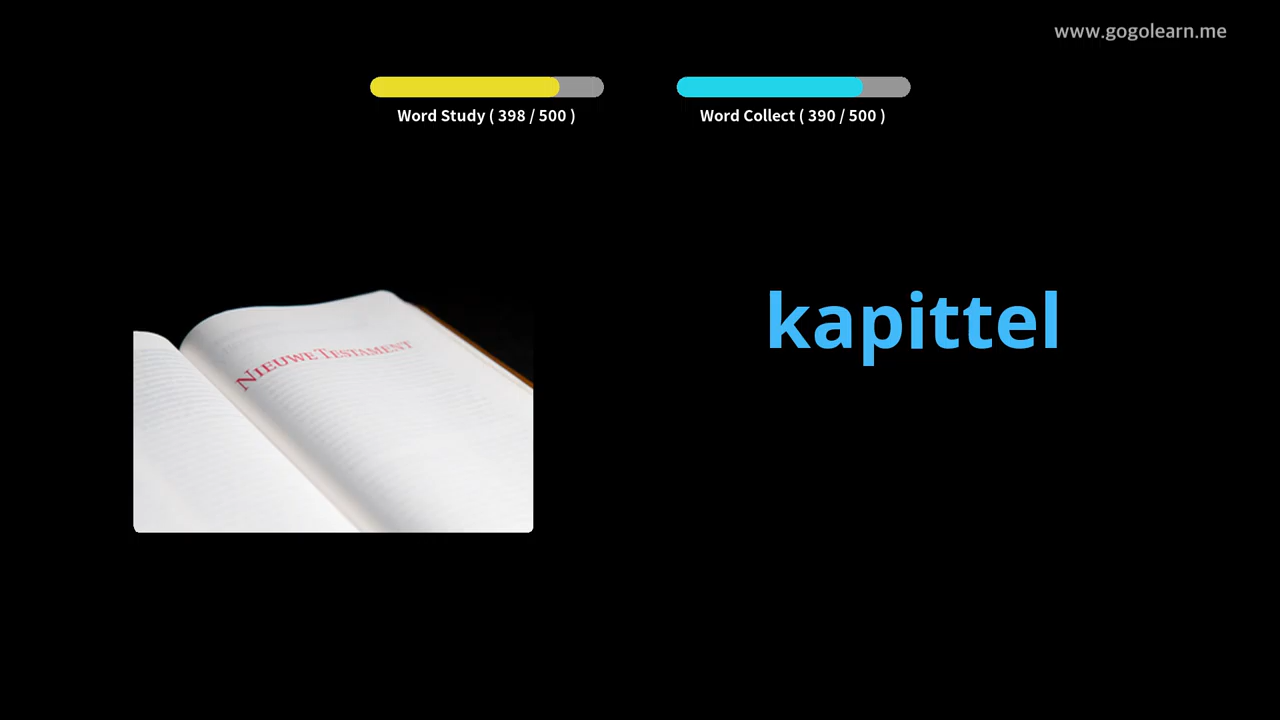 www.gogolearn.me
Word Study ( 398 / 500 )
Word Collect ( 390 / 500 )
NIEUWE TESTAMENT
kapittel